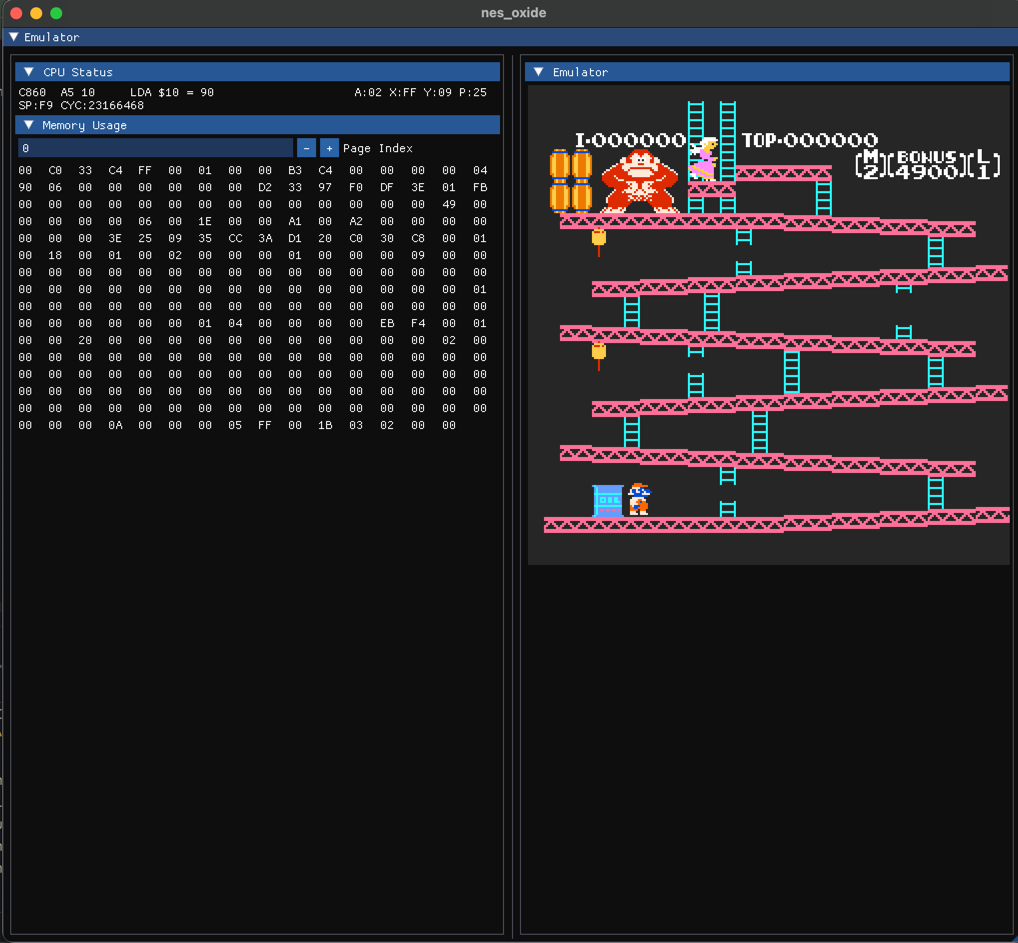 nes_oxide
▼ Emulator
▼ CPU Status
C860 A5 10 LDA $10 = 90 A:02 X:FF Y:09 P:25
SP:F9 CYC:23166468
▼ Memory Usage
0 - + Page Index
00 C0 33 C4 FF 00 01 00 00 B3 C4 00 00 00 00 04
90 06 00 00 00 00 00 00 D2 33 97 F0 DF 3E 01 FB
00 00 00 00 00 00 00 00 00 00 00 00 00 00 49 00
00 00 00 00 06 00 1E 00 00 A1 00 A2 00 00 00 00
00 00 00 3E 25 09 35 CC 3A D1 20 C0 30 C8 00 01
00 18 00 01 00 02 00 00 00 01 00 00 00 09 00 00
00 00 00 00 00 00 00 00 00 00 00 00 00 00 00 00
00 00 00 00 00 00 00 00 00 00 00 00 00 00 00 01
00 00 00 00 00 00 00 00 00 00 00 00 00 00 00 00
00 00 00 00 00 00 01 04 00 00 00 00 EB F4 00 01
00 00 20 00 00 00 00 00 00 00 00 00 00 00 02 00
00 00 00 00 00 00 00 00 00 00 00 00 00 00 00 00
00 00 00 00 00 00 00 00 00 00 00 00 00 00 00 00
00 00 00 00 00 00 00 00 00 00 00 00 00 00 00 00
00 00 00 00 00 00 00 00 00 00 00 00 00 00 00 00
00 00 00 0A 00 00 00 05 FF 00 1B 03 02 00 00
▼ Emulator
I-000000 TOP-000000
M BONUS L
2 4900 1
OIL